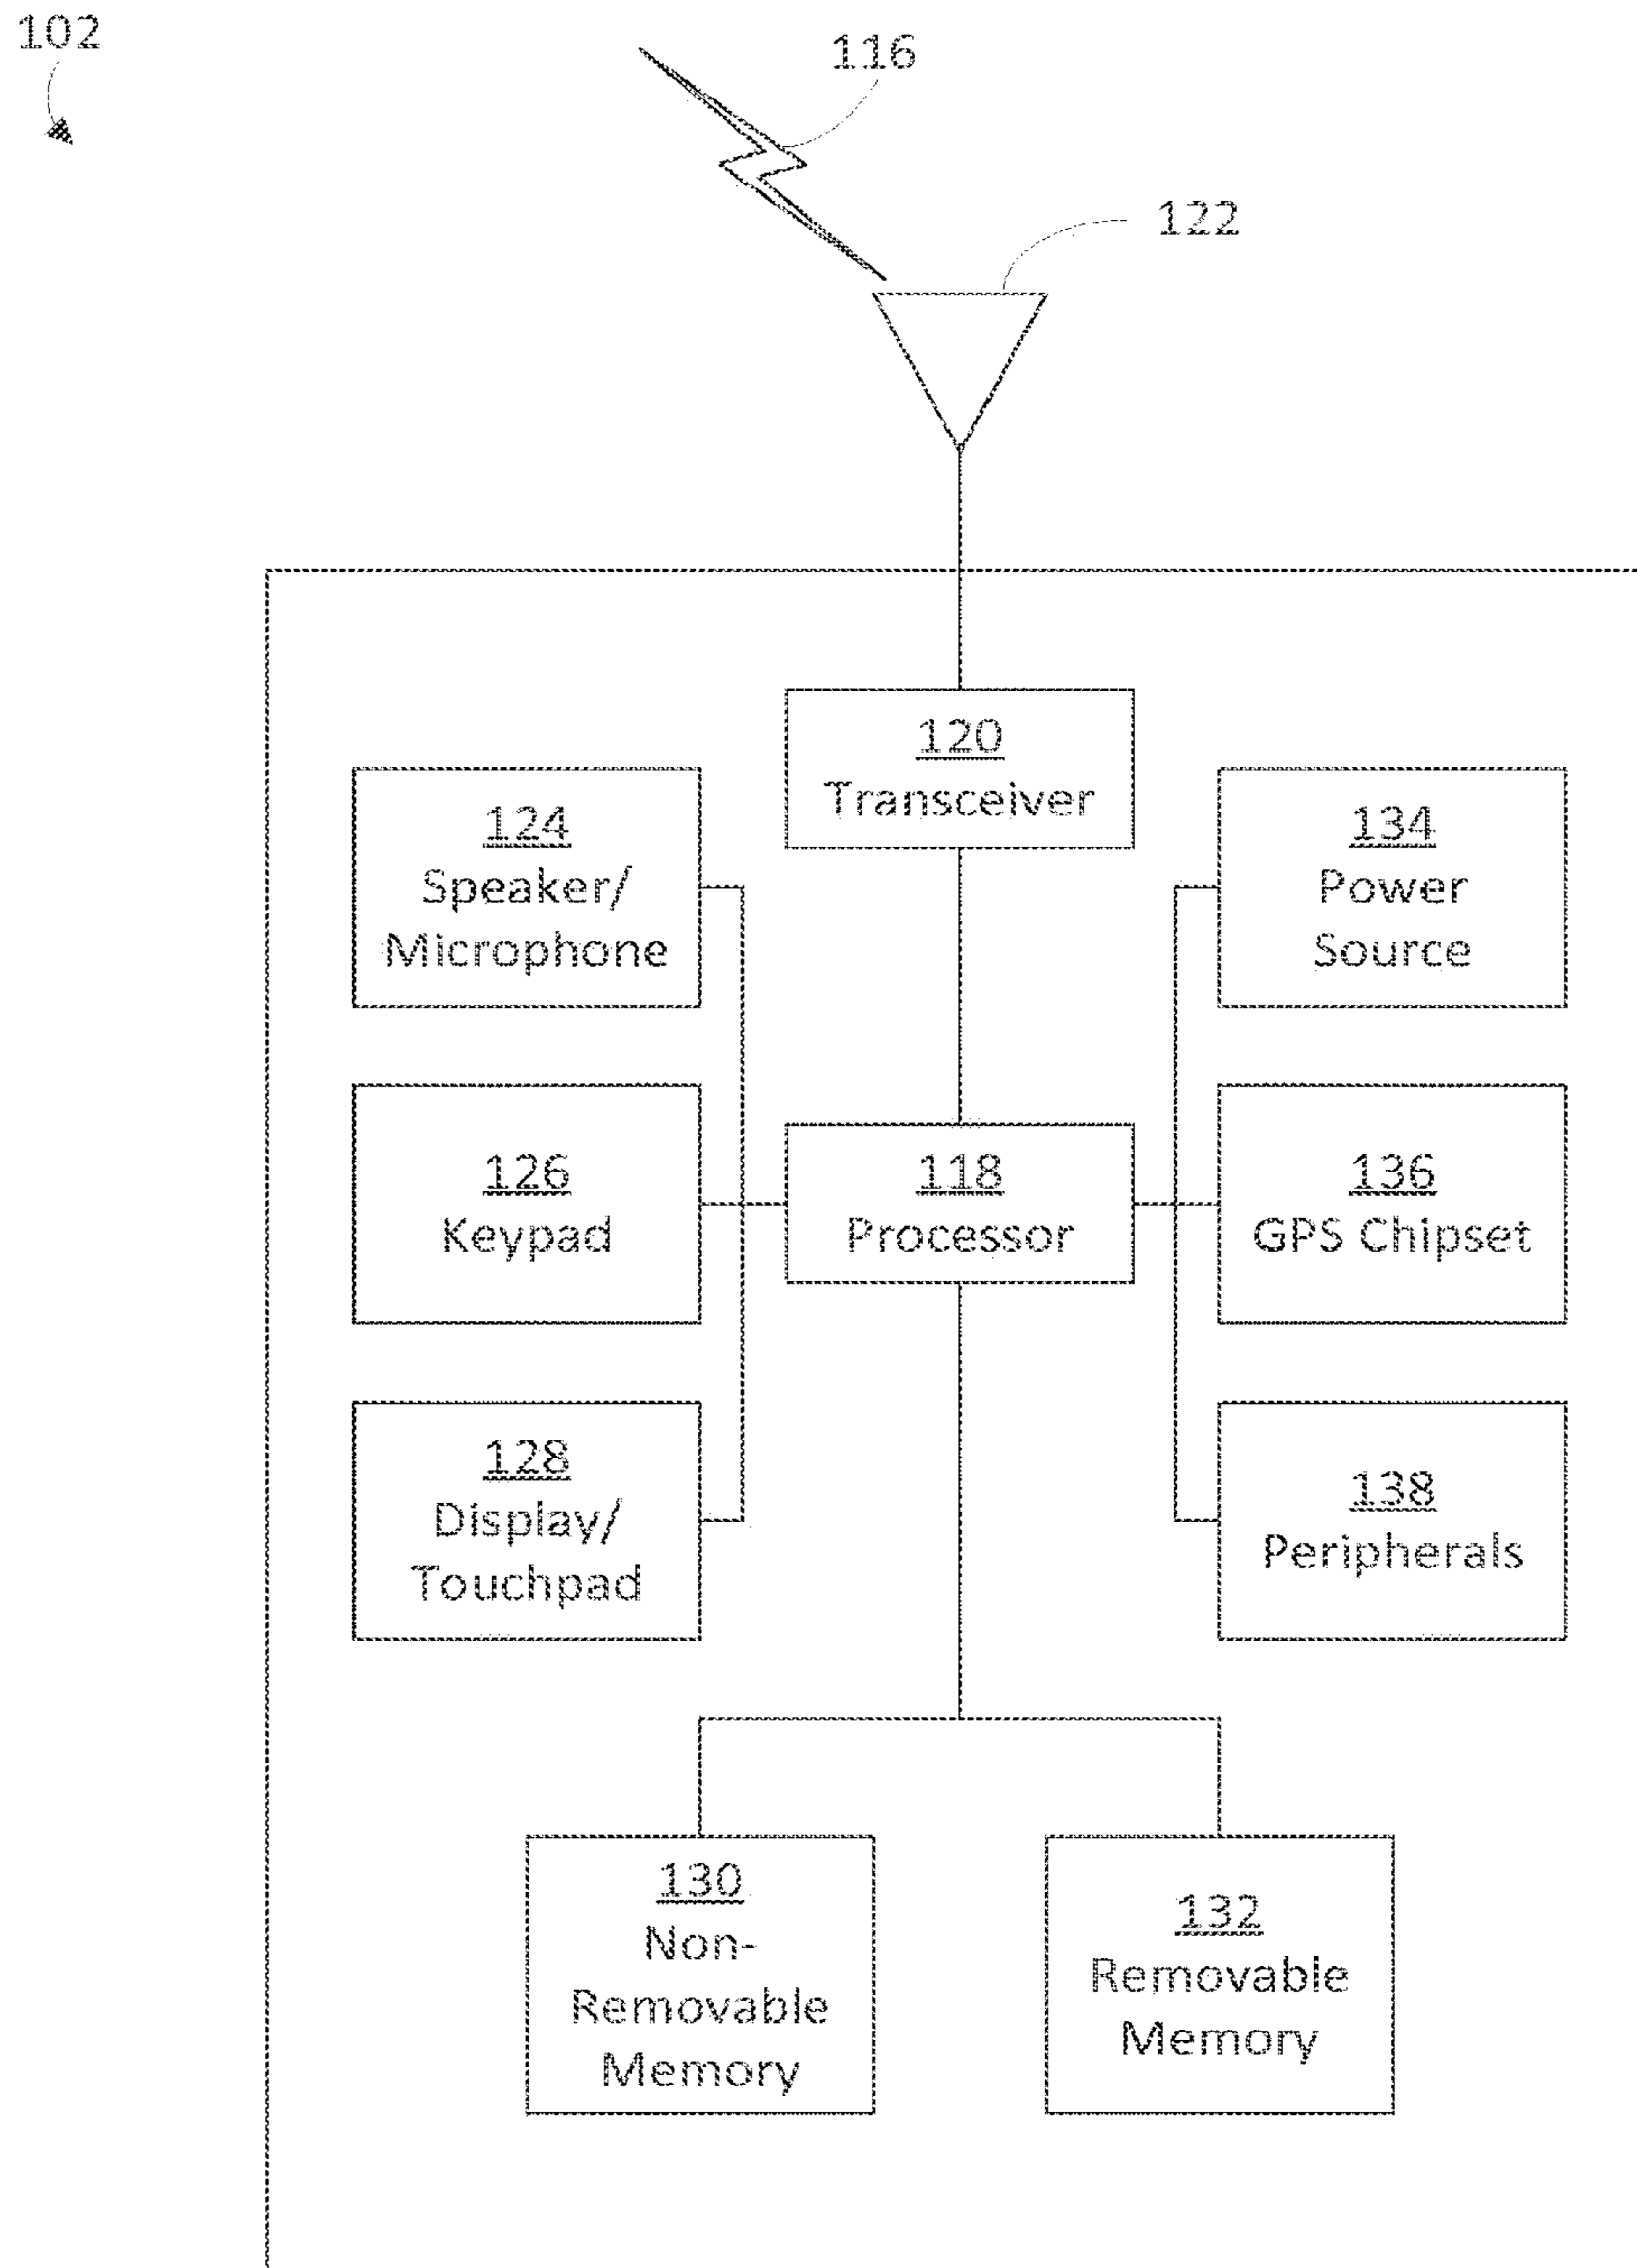 102
116
122
120
Transceiver
124
Speaker/
Microphone
134
Power
Source
126
Keypad
118
Processor
136
GPS Chipset
128
Display/
Touchpad
138
Peripherals
130
Non-
Removable
Memory
132
Removable
Memory